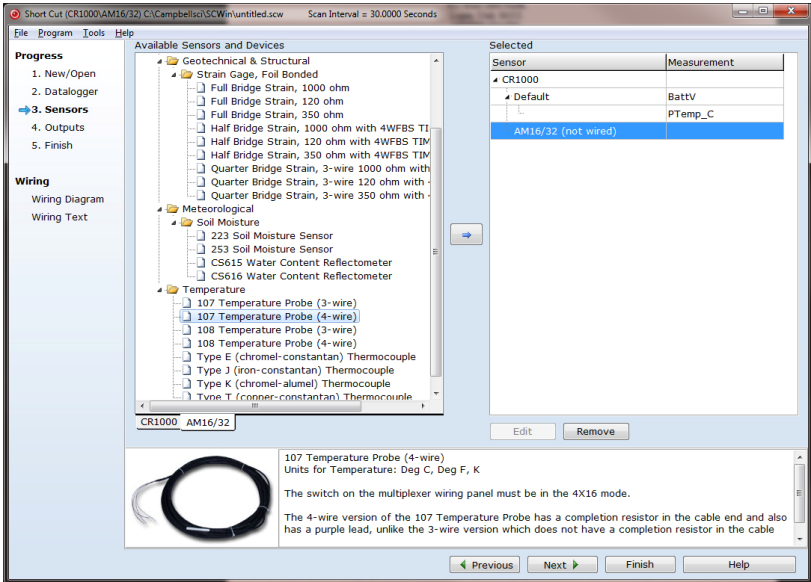 Short Cut (CR1000\AM16/32) C:\Campbellsci\SCWin\untitled.scw Scan Interval = 30.0000 Seconds
File Program Tools Help
Progress
1. New/Open
2. Datalogger
3. Sensors
4. Outputs
5. Finish
Wiring
Wiring Diagram
Wiring Text
Available Sensors and Devices
Geotechnical & Structural
Strain Gage, Foil Bonded
Full Bridge Strain, 1000 ohm
Full Bridge Strain, 120 ohm
Full Bridge Strain, 350 ohm
Half Bridge Strain, 1000 ohm with 4WFBS TI
Half Bridge Strain, 120 ohm with 4WFBS TIM
Half Bridge Strain, 350 ohm with 4WFBS TIM
Quarter Bridge Strain, 3-wire 1000 ohm with
Quarter Bridge Strain, 3-wire 120 ohm with
Quarter Bridge Strain, 3-wire 350 ohm with
Meteorological
Soil Moisture
223 Soil Moisture Sensor
253 Soil Moisture Sensor
CS615 Water Content Reflectometer
CS616 Water Content Reflectometer
Temperature
107 Temperature Probe (3-wire)
107 Temperature Probe (4-wire)
108 Temperature Probe (3-wire)
108 Temperature Probe (4-wire)
Type E (chromel-constantan) Thermocouple
Type J (iron-constantan) Thermocouple
Type K (chromel-alumel) Thermocouple
Type T (copper-constantan) Thermocouple
CR1000 AM16/32
Selected
Sensor Measurement
CR1000
Default BattV
PTemp_C
AM16/32 (not wired)
Edit Remove
107 Temperature Probe (4-wire)
Units for Temperature: Deg C, Deg F, K
The switch on the multiplexer wiring panel must be in the 4X16 mode.
The 4-wire version of the 107 Temperature Probe has a completion resistor in the cable end and also
has a purple lead, unlike the 3-wire version which does not have a completion resistor in the cable
Previous Next Finish Help